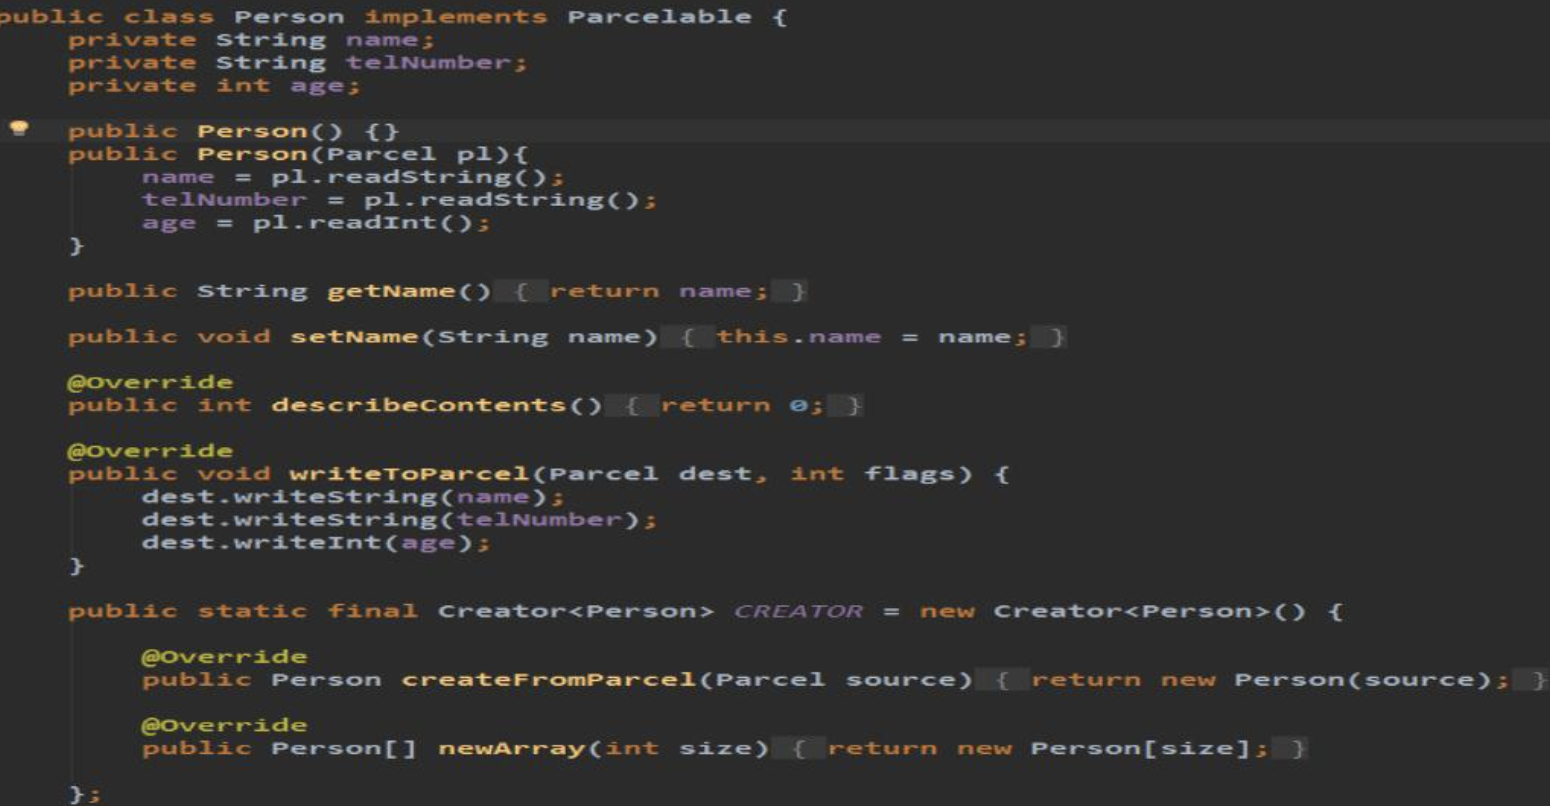 public class Person implements Parcelable {
    private String name;
    private String telNumber;
    private int age;

    public Person() {}
    public Person(Parcel pl){
        name = pl.readString();
        telNumber = pl.readString();
        age = pl.readInt();
    }

    public String getName() { return name; }

    public void setName(String name) { this.name = name; }

    @Override
    public int describeContents() { return 0; }

    @Override
    public void writeToParcel(Parcel dest, int flags) {
        dest.writeString(name);
        dest.writeString(telNumber);
        dest.writeInt(age);
    }

    public static final Creator<Person> CREATOR = new Creator<Person>() {

        @Override
        public Person createFromParcel(Parcel source) { return new Person(source); }

        @Override
        public Person[] newArray(int size) { return new Person[size]; }

    };